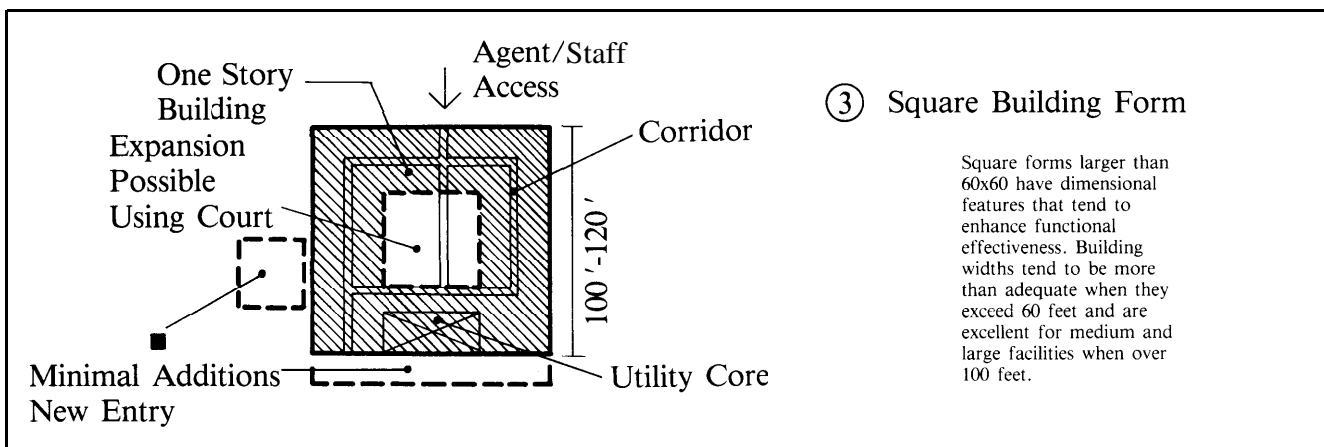 One Story
Building
Expansion
Possible
Using Court
Agent/Staff
Access
Corridor
100'-120'
Minimal Additions
New Entry
Utility Core
3 Square Building Form
Square forms larger than
60x60 have dimensional
features that tend to
enhance functional
effectiveness. Building
widths tend to be more
than adequate when they
exceed 60 feet and are
excellent for medium and
large facilities when over
100 feet.